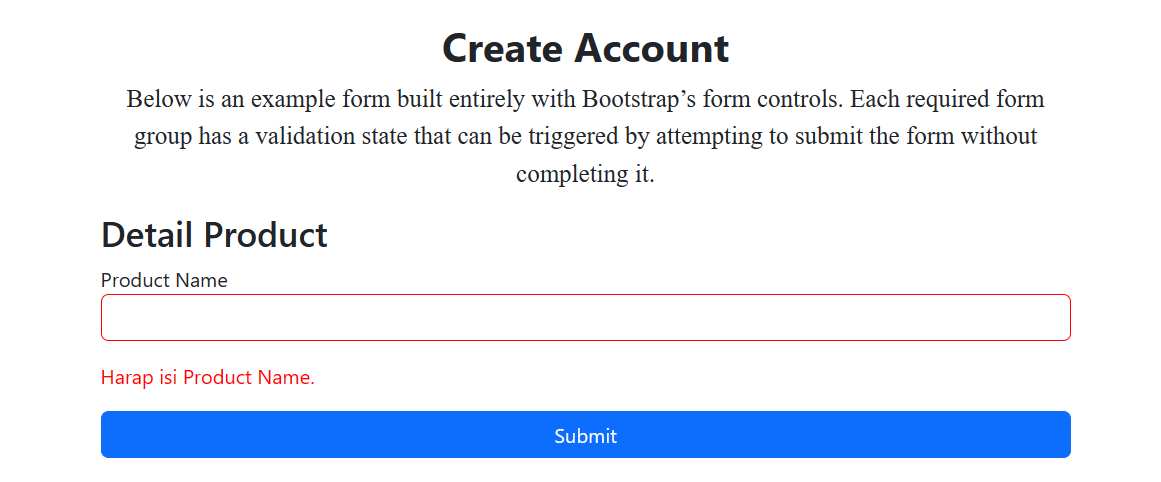 Create Account
Below is an example form built entirely with Bootstrap’s form controls. Each required form
group has a validation state that can be triggered by attempting to submit the form without
completing it.
Detail Product
Product Name
Harap isi Product Name.
Submit